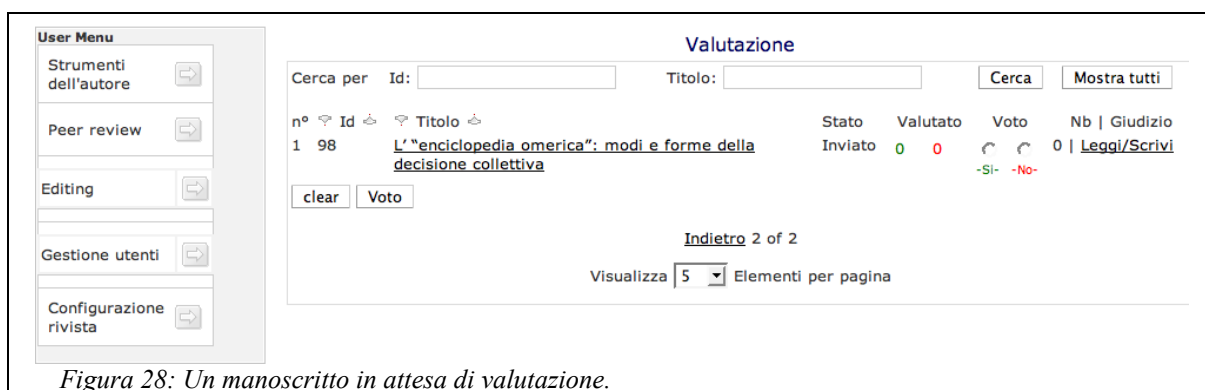 User Menu
Strumenti
dell'autore
Peer review
Editing
Gestione utenti
Configurazione
rivista
Valutazione
Cerca per Id: Titolo: Cerca Mostra tutti
n° Id Titolo Stato Valutato Voto Nb | Giudizio
1 98 L' "enciclopedia omerica": modi e forme della Inviato 0 0 0 | Leggi/Scrivi
decisione collettiva -Si- -No-
clear Voto
Indietro 2 of 2
Visualizza 5 Elementi per pagina
Figura 28: Un manoscritto in attesa di valutazione.